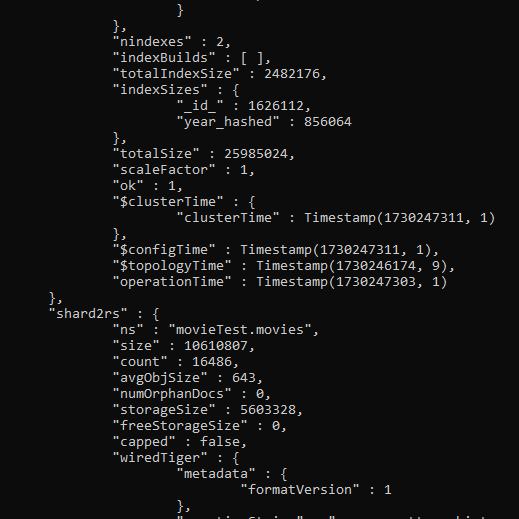 }
},
"nindexes" : 2,
"indexBuilds" : [ ],
"totalIndexSize" : 2482176,
"indexSizes" : {
"_id_" : 1626112,
"year_hashed" : 856064
},
"totalSize" : 25985024,
"scaleFactor" : 1,
"ok" : 1,
"$clusterTime" : {
"clusterTime" : Timestamp(1730247311, 1)
},
"$configTime" : Timestamp(1730247311, 1),
"$topologyTime" : Timestamp(1730246174, 9),
"operationTime" : Timestamp(1730247303, 1)
},
"shard2rs" : {
"ns" : "movieTest.movies",
"size" : 10610807,
"count" : 16486,
"avgObjSize" : 643,
"numOrphanDocs" : 0,
"storageSize" : 5603328,
"freeStorageSize" : 0,
"capped" : false,
"wiredTiger" : {
"metadata" : {
"formatVersion" : 1
},